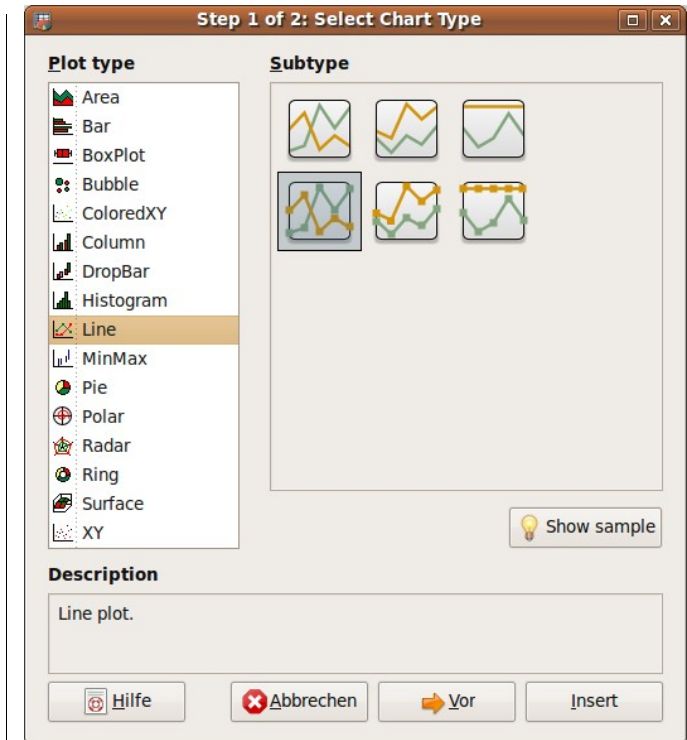 Step 1 of 2: Select Chart Type
Plot type
Subtype
Area
Bar
BoxPlot
Bubble
ColoredXY
Column
DropBar
Histogram
Line
MinMax
Pie
Polar
Radar
Ring
Surface
XY
Show sample
Description
Line plot.
Hilfe
Abbrechen
Vor
Insert